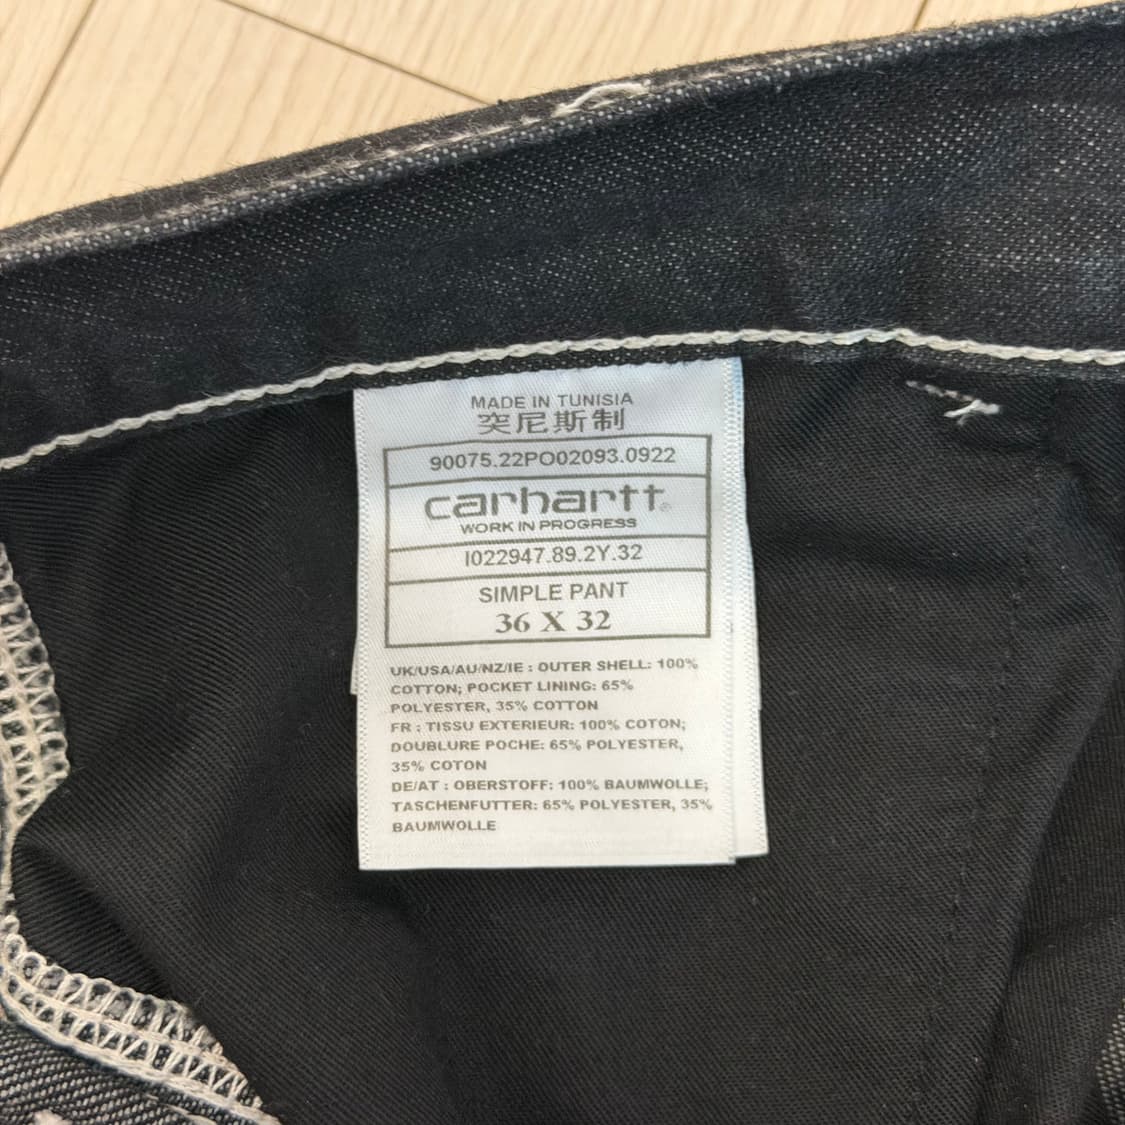 MADE IN TUNISIA
突尼斯制
90075.22PO02093.0922
carhartt
WORK IN PROGRESS
I022947.89.2Y.32
SIMPLE PANT
36 X 32
UK/USA/AU/NZ/IE : OUTER SHELL: 100%
COTTON; POCKET LINING: 65%
POLYESTER, 35% COTTON
FR : TISSU EXTERIEUR: 100% COTON;
DOUBLURE POCHE: 65% POLYESTER,
35% COTON
DE/AT : OBERSTOFF: 100% BAUMWOLLE;
TASCHENFUTTER: 65% POLYESTER, 35%
BAUMWOLLE